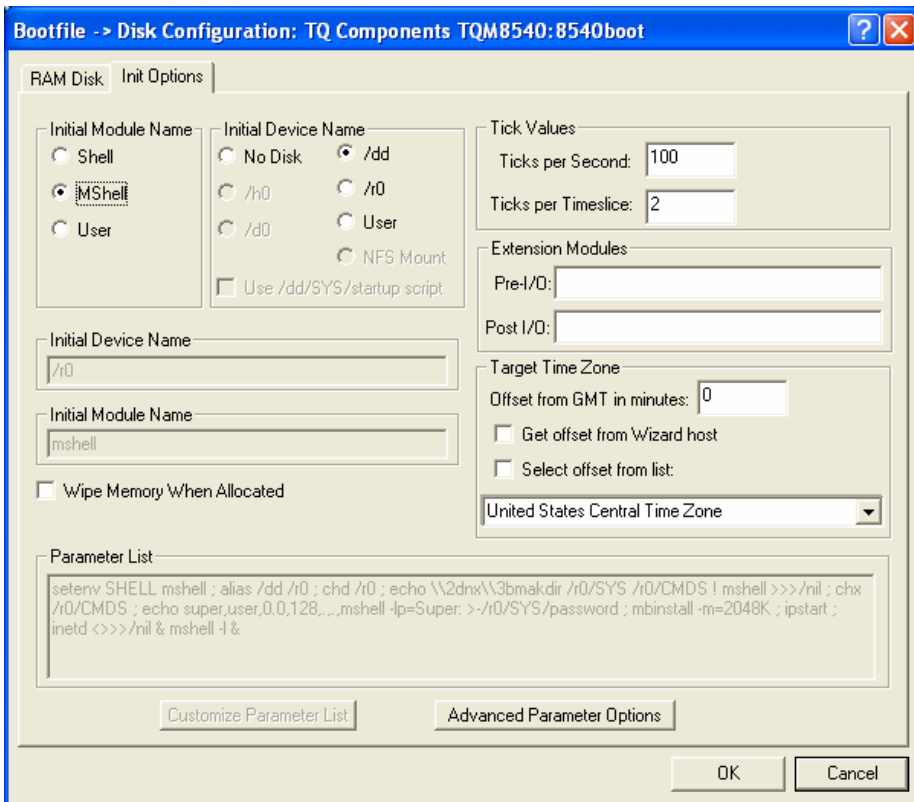 Bootfile -> Disk Configuration: TQ Components TQM8540:8540boot
RAM Disk
Init Options
Initial Module Name
Shell
MShell
User
Initial Device Name
No Disk
/h0
/d0
/dd
/r0
User
NFS Mount
Use /dd/SYS/startup script
Initial Device Name
/r0
Initial Module Name
mshell
Wipe Memory When Allocated
Tick Values
Ticks per Second: 100
Ticks per Timeslice: 2
Extension Modules
Pre-I/O:
Post I/O:
Target Time Zone
Offset from GMT in minutes: 0
Get offset from Wizard host
Select offset from list:
United States Central Time Zone
Parameter List
setenv SHELL mshell ; alias /dd /r0 ; chd /r0 ; echo \\2dnx\\3bmakdir /r0/SYS /r0/CMDS ! mshell >>>/nil ; chx
/r0/CMDS ; echo super,user,0.0,128,.,.,mshell -lp=Super: >-/r0/SYS/password ; mbinstall -m=2048K ; ipstart ;
inetd <>>>/nil & mshell -l &
Customize Parameter List
Advanced Parameter Options
OK
Cancel